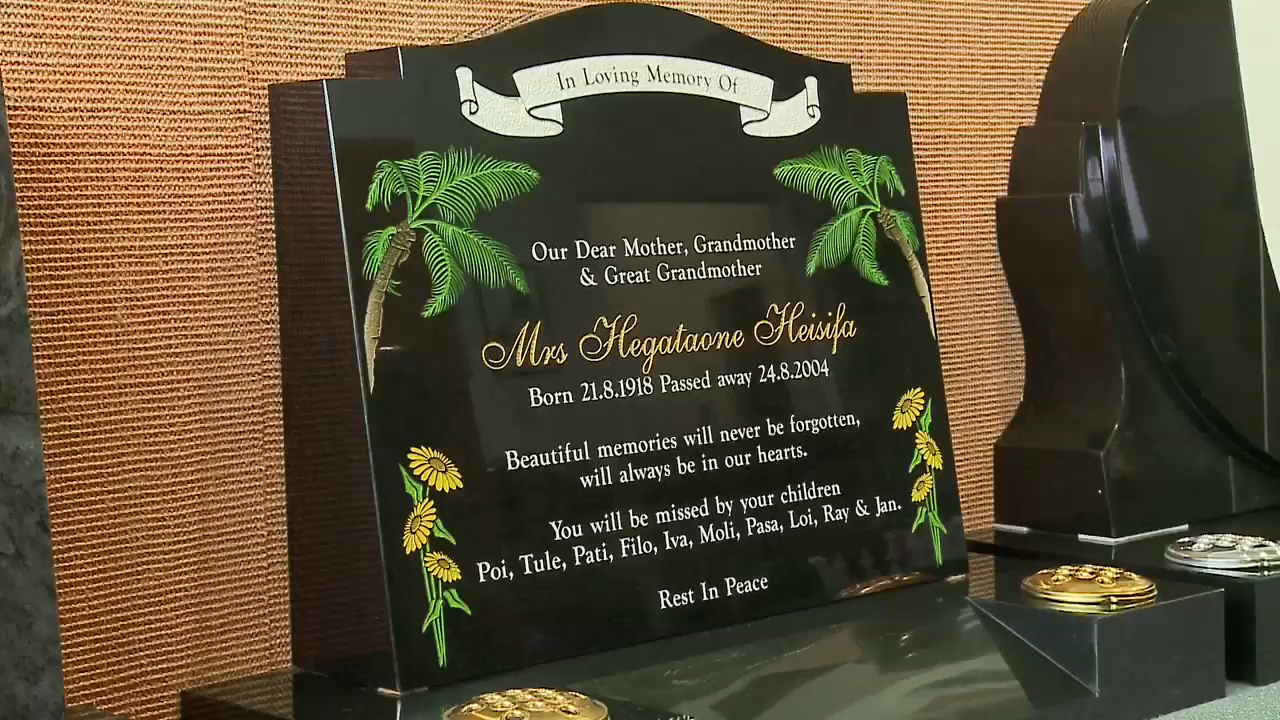 In Loving Memory Of
Our Dear Mother, Grandmother
& Great Grandmother
Mrs Hegataone Heisifa
Born 21.8.1918 Passed away 24.8.2004
Beautiful memories will never be forgotten,
will always be in our hearts.
You will be missed by your children
Poi, Tule, Pati, Filo, Iva, Moli, Pasa, Loi, Ray & Jan.
Rest In Peace